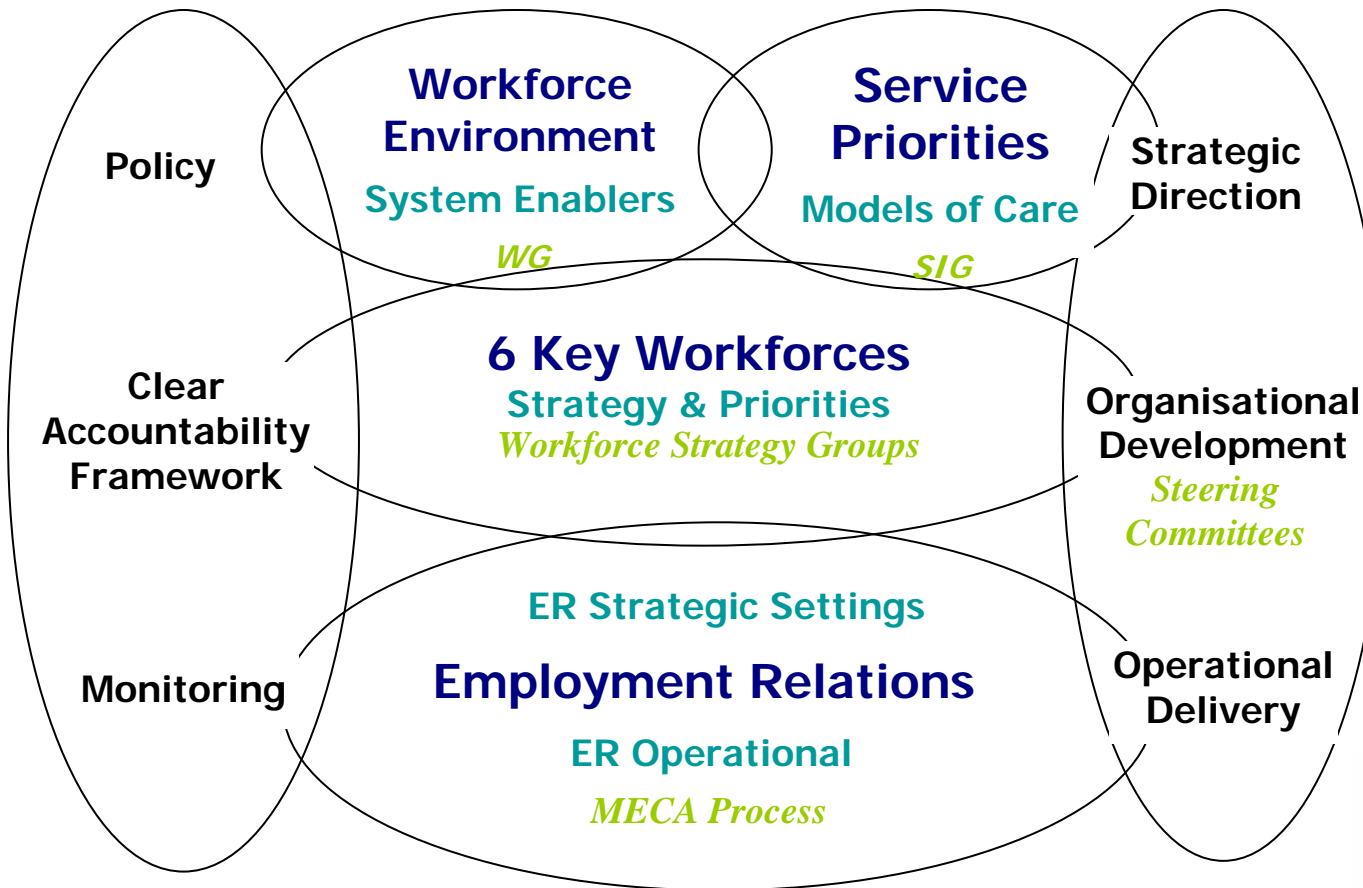 Policy
Clear
Accountability
Framework
Monitoring
Workforce
Environment
System Enablers
WG
Service
Priorities
Models of Care
SIG
6 Key Workforces
Strategy & Priorities
Workforce Strategy Groups
ER Strategic Settings
Employment Relations
ER Operational
MECA Process
Strategic
Direction
Organisational
Development
Steering
Committees
Operational
Delivery